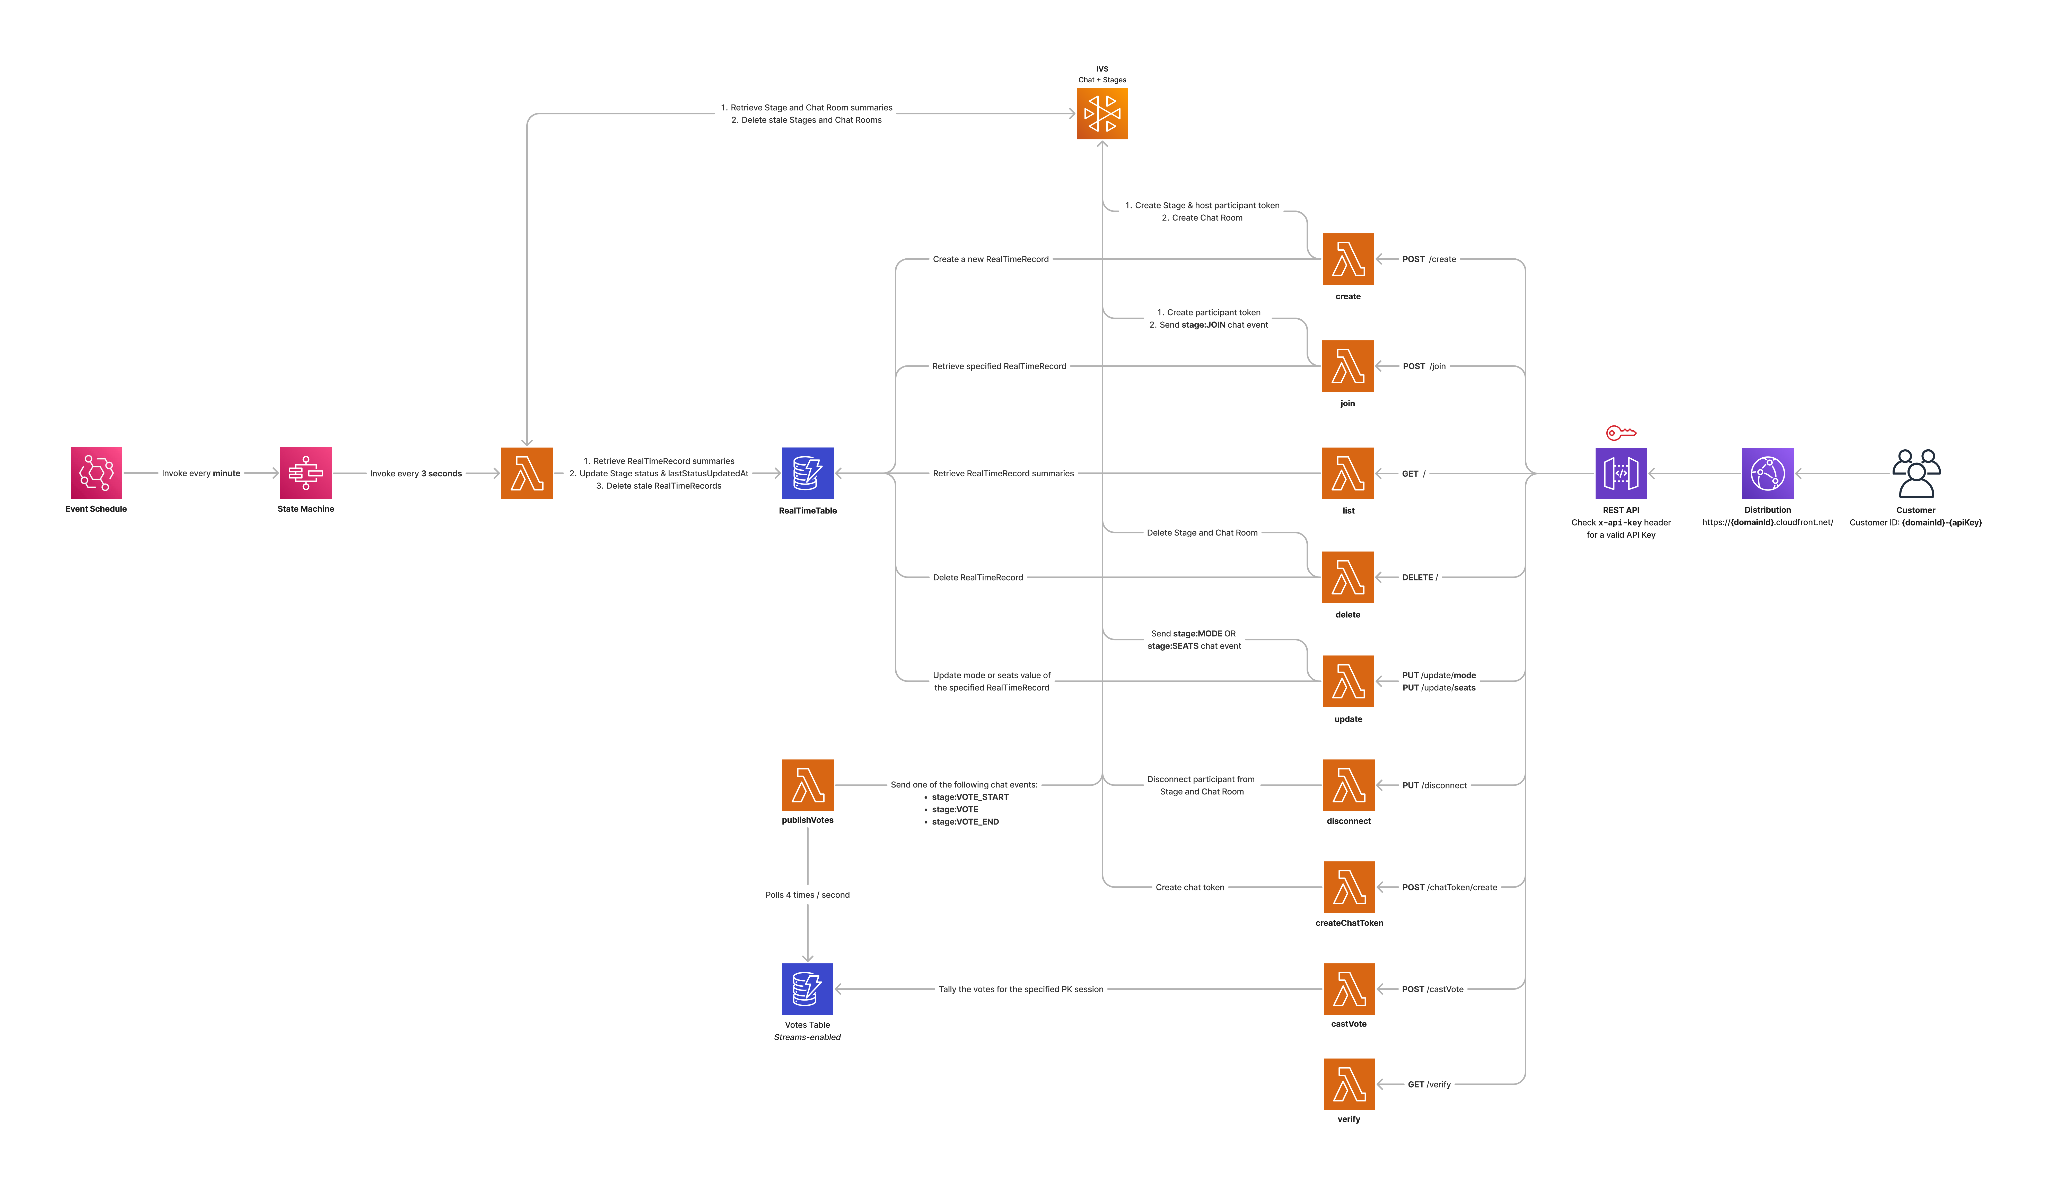 IVS
Chat + Stages
1. Retrieve Stage and Chat Room summaries
2. Delete stale Stages and Chat Rooms
1. Create Stage & host participant token
2. Create Chat Room
Create a new RealTimeRecord
POST /create
create
1. Create participant token
2. Send stage:JOIN chat event
Retrieve specified RealTimeRecord
POST /join
join
Invoke every minute
Event Schedule
Invoke every 3 seconds
State Machine
1. Retrieve RealTimeRecord summaries
2. Update Stage status & lastStatusUpdatedAt
3. Delete stale RealTimeRecords
RealTimeTable
Retrieve RealTimeRecord summaries
GET /
list
REST API
Check x-api-key header
for a valid API Key
Distribution
https://{domainId}.cloudfront.net/
Customer
Customer ID: {domainId}-{apiKey}
Delete Stage and Chat Room
Delete RealTimeRecord
DELETE /
delete
Send stage:MODE OR
stage:SEATS chat event
Update mode or seats value of
the specified RealTimeRecord
PUT /update/mode
PUT /update/seats
update
publishVotes
Send one of the following chat events:
• stage:VOTE_START
• stage:VOTE
• stage:VOTE_END
Disconnect participant from
Stage and Chat Room
PUT /disconnect
disconnect
Polls 4 times / second
Create chat token
POST /chatToken/create
createChatToken
Votes Table
Streams-enabled
Tally the votes for the specified PK session
POST /castVote
castVote
GET /verify
verify